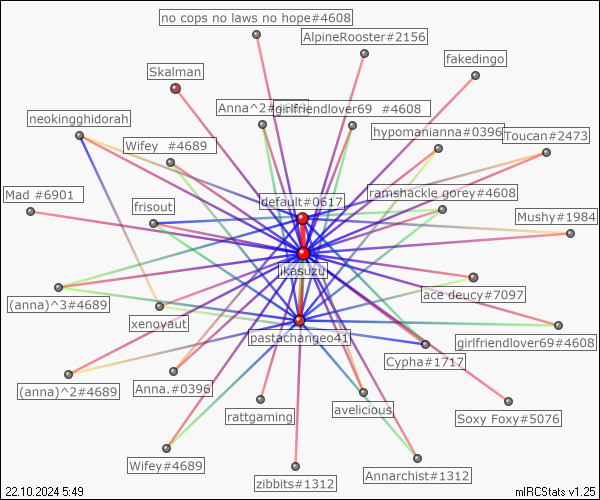 no cops no laws no hope#4608
AlpineRooster#2156
fakedingo
Skalman
Anna^2#
girlfriendlover69 #4608
neokingghidorah
hypomanianna#0396
Toucan#2473
Wifey #4689
Mad #6901
frisout
default#0617
ramshackle.gorey#4608
Mushy#1984
ikasuzu
(anna)^3#4689
ace deucy#7097
xenoyaut
pastachangeo41
girlfriendlover69#4608
Cypha#1717
(anna)^2#4689
Anna.#0396
rattgaming
avelicious
Soxy Foxy#5076
Wifey#4689
zibbits#1312
Annarchist#1312
22.10.2024 5:49
mIRCStats v1.25